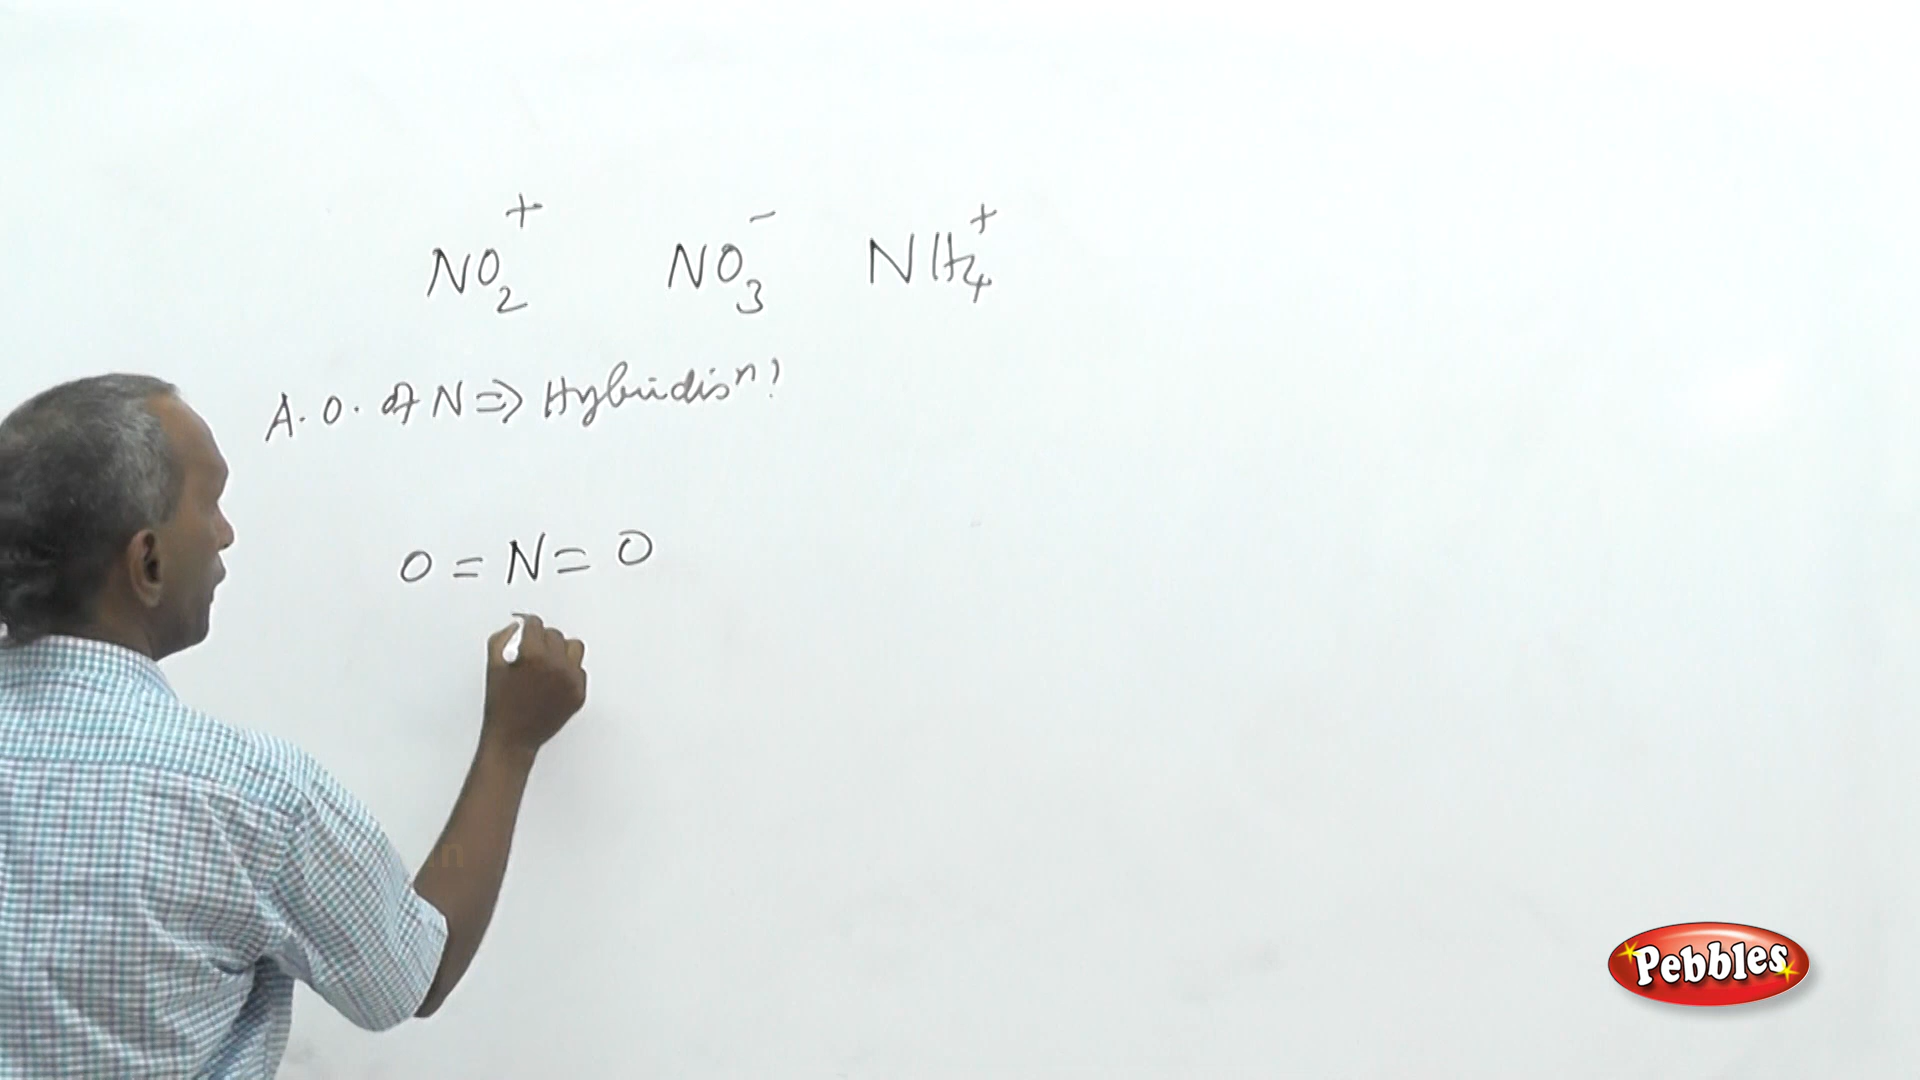 NO₂⁺ NO₃⁻ NH₄⁺
A.O. of N ⇒ Hybridisⁿ?
O = N = O
Pebbles